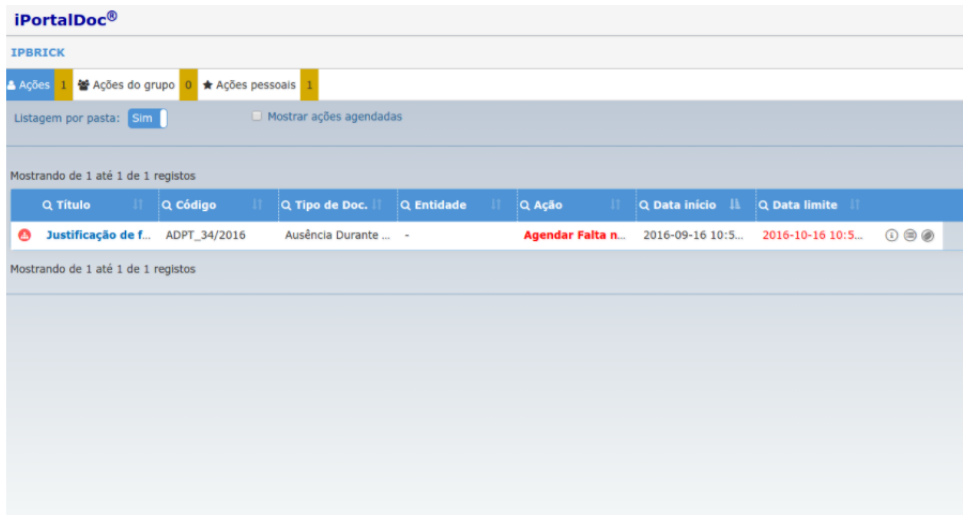 iPortalDoc®
IPBRICK
Ações 1 Ações do grupo 0 Ações pessoais 1
Listagem por pasta: Sim Mostrar ações agendadas
Mostrando de 1 até 1 de 1 registos
Título Código Tipo de Doc. Entidade Ação Data início Data limite
Justificação de f... ADPT_34/2016 Ausência Durante ... - Agendar Falta n... 2016-09-16 10:5... 2016-10-16 10:5...
Mostrando de 1 até 1 de 1 registos